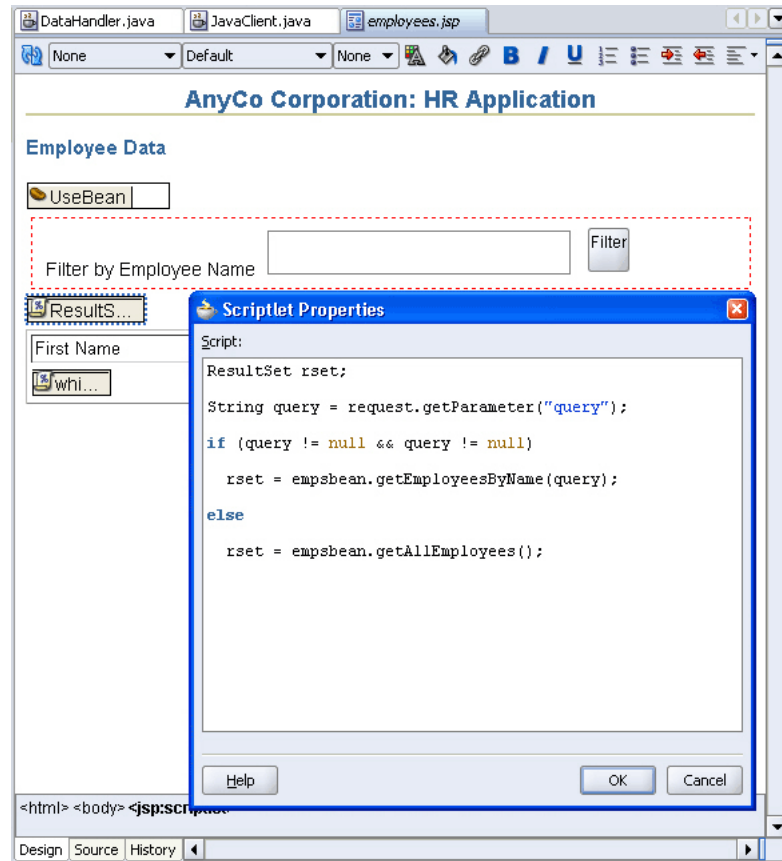 DataHandler.java JavaClient.java employees.jsp
None Default None B I U
AnyCo Corporation: HR Application
Employee Data
UseBean
Filter by Employee Name Filter
ResultS...
First Name
whi...
Scriptlet Properties
Script:
ResultSet rset;
String query = request.getParameter("query");
if (query != null && query != null)
rset = empsbean.getEmployeesByName(query);
else
rset = empsbean.getAllEmployees();
Help OK Cancel
<html> <body> <jsp:scriptlet>
Design Source History